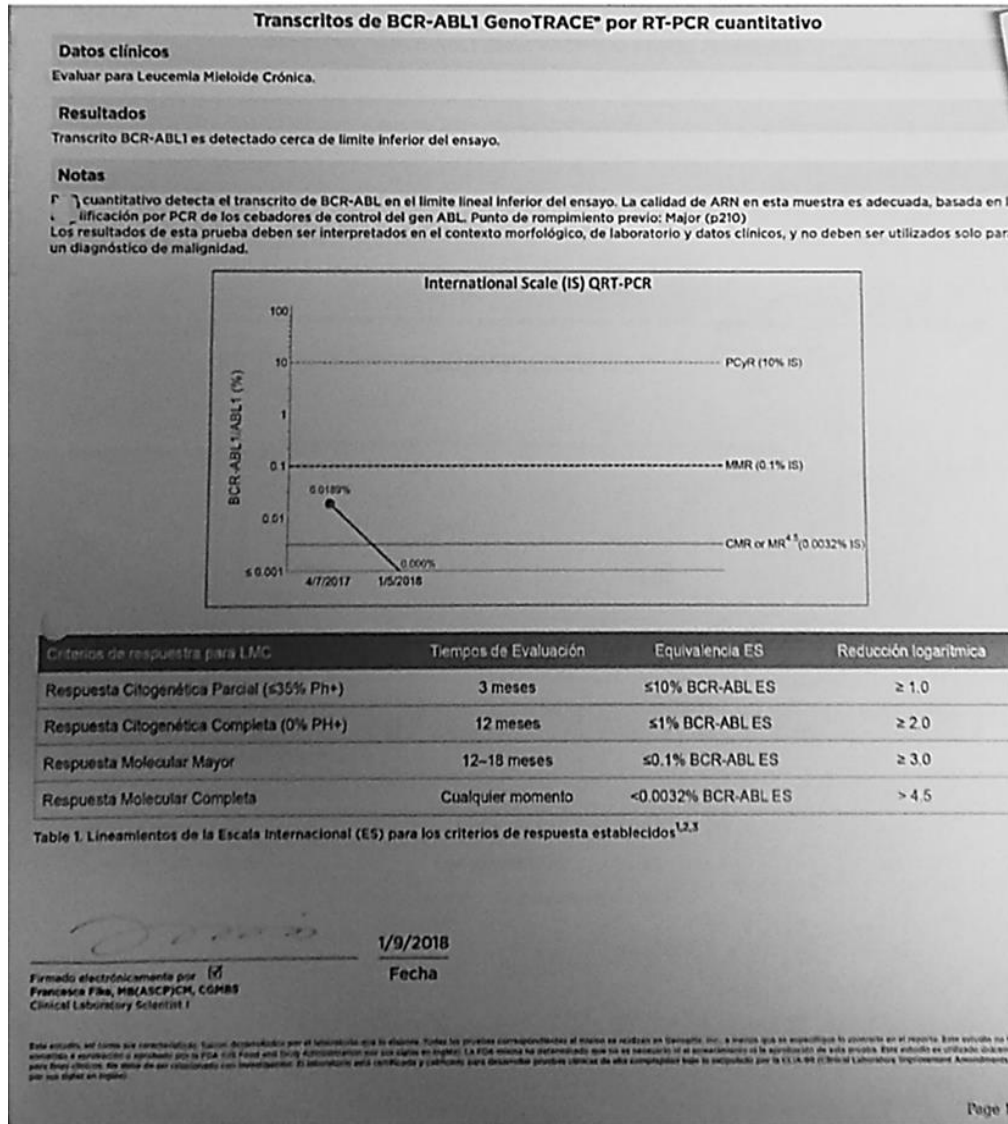 Transcritos de BCR-ABL1 GenoTRACE® por RT-PCR cuantitativo
Datos clínicos
Evaluar para Leucemia Mieloide Crónica.
Resultados
Transcrito BCR-ABL1 es detectado cerca de limite inferior del ensayo.
Notas
cuantitativo detecta el transcrito de BCR-ABL en el limite lineal inferior del ensayo. La calidad de ARN en esta muestra es adecuada, basada en
lificación por PCR de los cebadores de control del gen ABL. Punto de rompimiento previo: Major (p210)
Los resultados de esta prueba deben ser interpretados en el contexto morfológico, de laboratorio y datos clínicos, y no deben ser utilizados solo par
un diagnóstico de malignidad.
International Scale (IS) QRT-PCR
BCR-ABL1/ABL1 (%)
100
10
PCyR (10% IS)
1
0.1
MMR (0.1% IS)
0.0189%
0.01
CMR or MR4.5 (0.0032% IS)
0.000%
≤ 0.001
4/7/2017 1/5/2018
Criterios de respuestra para LMC Tiempos de Evaluación Equivalencia ES Reducción logarítmica
Respuesta Citogenética Parcial (≤35% Ph+) 3 meses ≤10% BCR-ABL ES ≥ 1.0
Respuesta Citogenética Completa (0% PH+) 12 meses ≤1% BCR-ABL ES ≥ 2.0
Respuesta Molecular Mayor 12–18 meses ≤0.1% BCR-ABL ES ≥ 3.0
Respuesta Molecular Completa Cualquier momento <0.0032% BCR-ABL ES > 4.5
Table 1. Lineamientos de la Escala Internacional (ES) para los criterios de respuesta establecidos1,2,3
1/9/2018
Fecha
Firmado electrónicamente por
Francesca Fike, MB(ASCP)CM, CGMBS
Clinical Laboratory Scientist I
Page 1